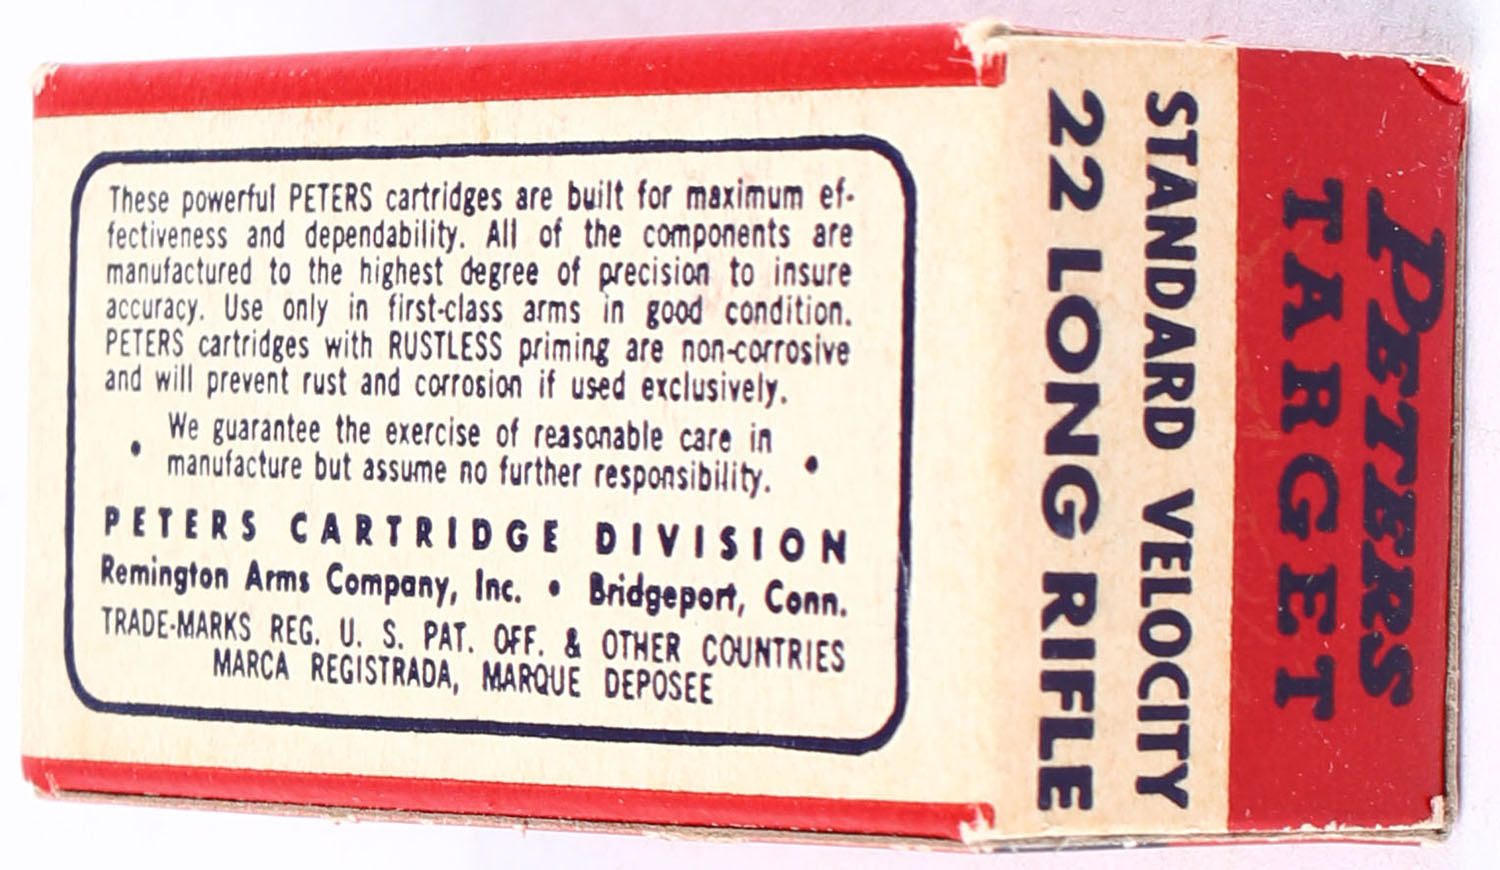 These powerful PETERS cartridges are built for maximum ef-
fectiveness and dependability. All of the components are
manufactured to the highest degree of precision to insure
accuracy. Use only in first-class arms in good condition.
PETERS cartridges with RUSTLESS priming are non-corrosive
and will prevent rust and corrosion if used exclusively.
• We guarantee the exercise of reasonable care in •
manufacture but assume no further responsibility.
PETERS CARTRIDGE DIVISION
Remington Arms Company, Inc. • Bridgeport, Conn.
TRADE-MARKS REG. U. S. PAT. OFF. & OTHER COUNTRIES
MARCA REGISTRADA, MARQUE DEPOSEE
PETERS
TARGET
STANDARD VELOCITY
22 LONG RIFLE